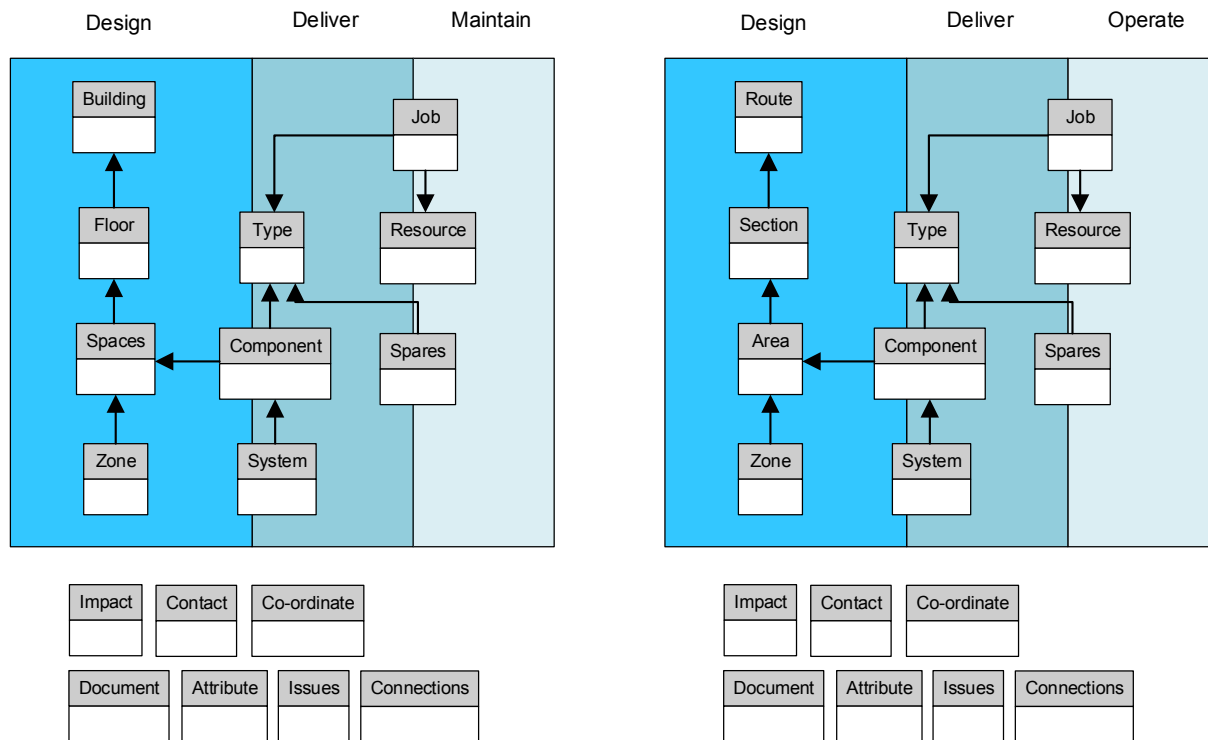 Design
Deliver
Maintain
Building
Job
Floor
Type
Resource
Spaces
Component
Spares
Zone
System
Impact
Contact
Co-ordinate
Document
Attribute
Issues
Connections
Design
Deliver
Operate
Route
Job
Section
Type
Resource
Area
Component
Spares
Zone
System
Impact
Contact
Co-ordinate
Document
Attribute
Issues
Connections